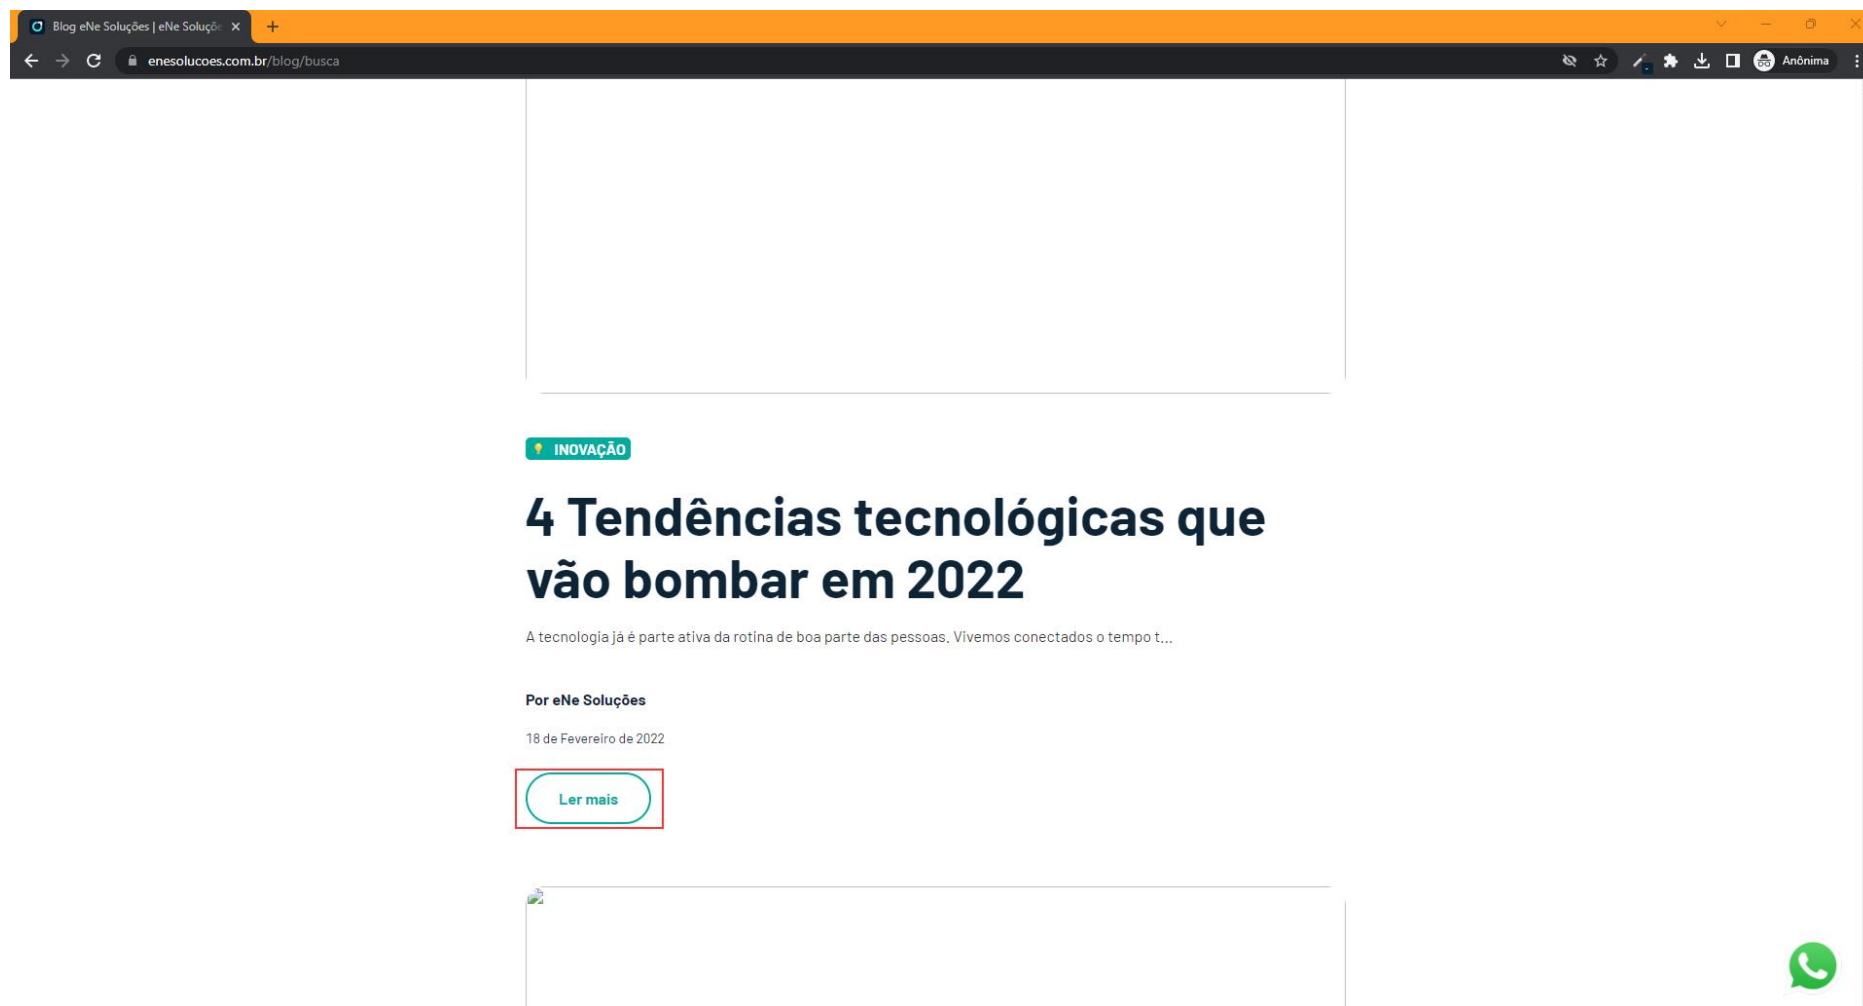 Blog eNe Soluções | eNe Soluçõe
enesolucoes.com.br/blog/busca
Anônima
INOVAÇÃO
4 Tendências tecnológicas que
vão bombar em 2022
A tecnologia já é parte ativa da rotina de boa parte das pessoas. Vivemos conectados o tempo t...
Por eNe Soluções
18 de Fevereiro de 2022
Ler mais